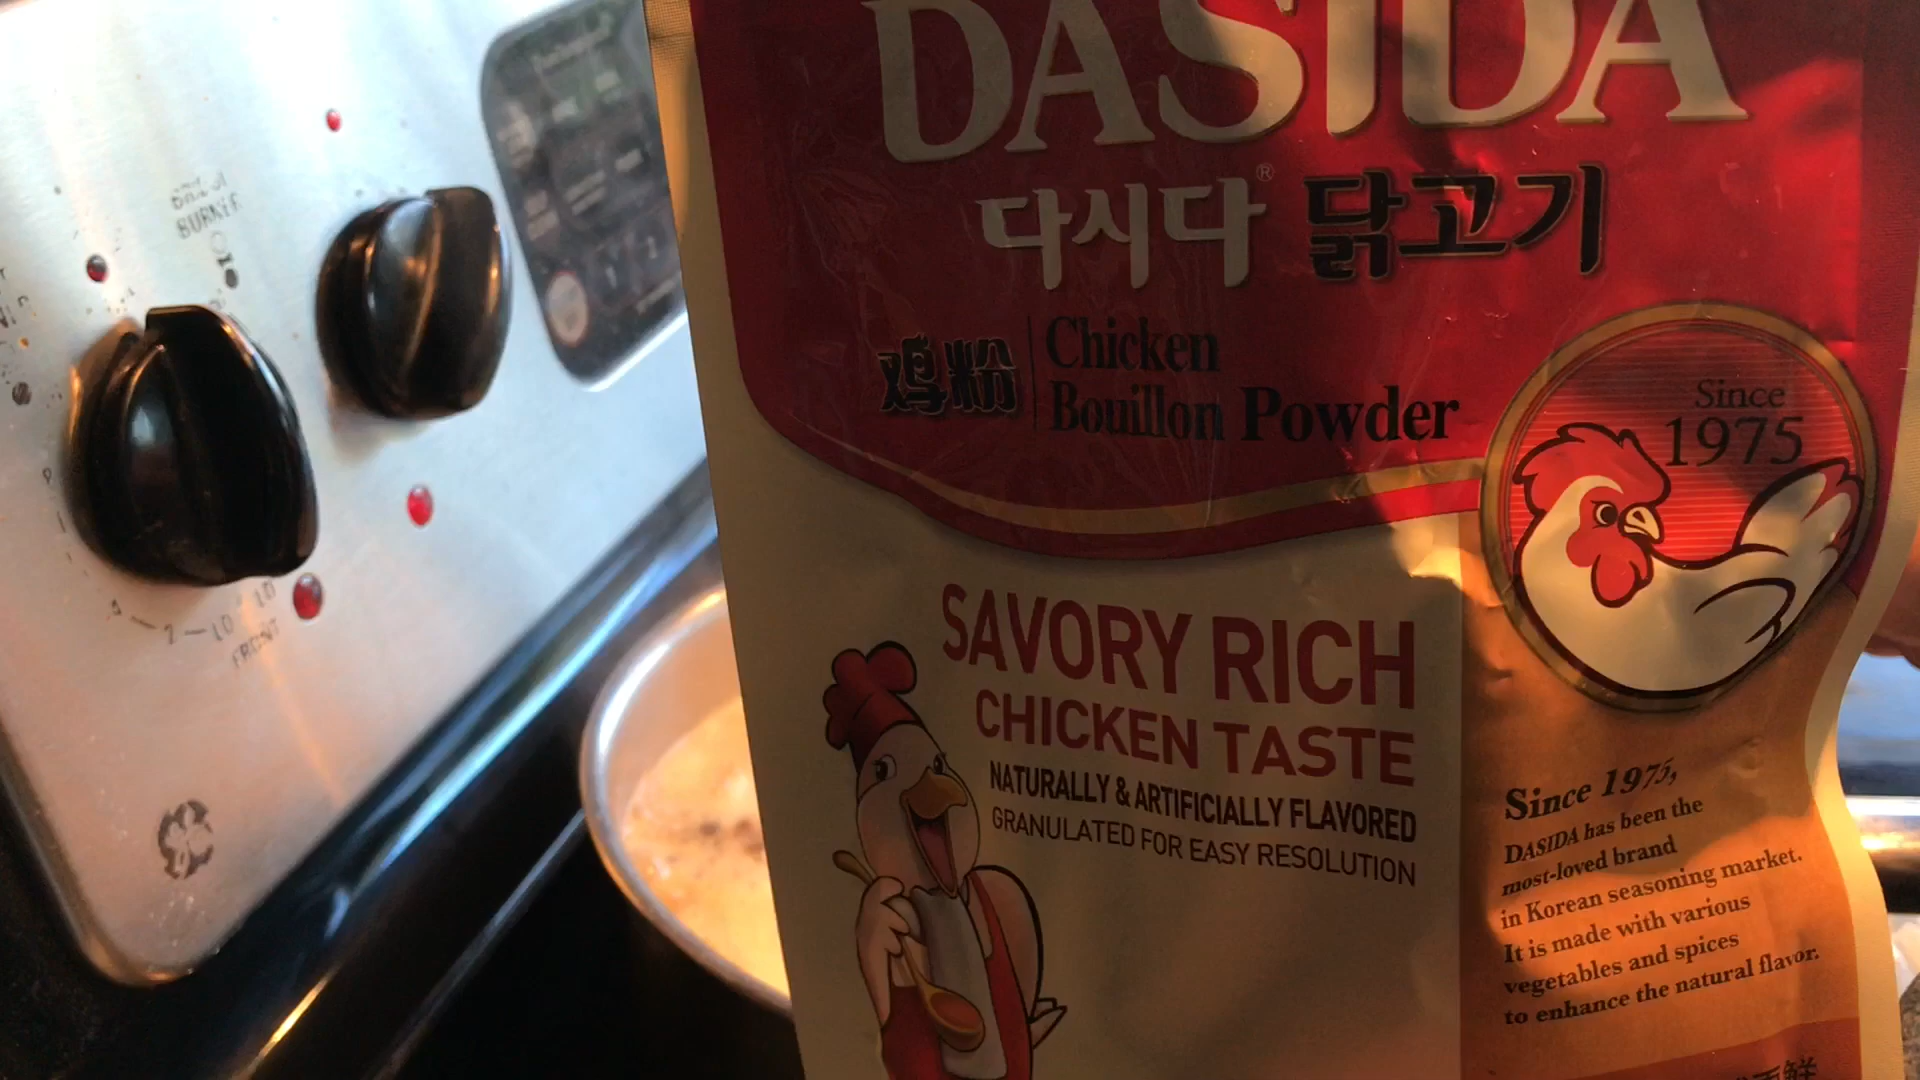 DASIDA
다시다® 닭고기
鸡粉
Chicken
Bouillon Powder
Since
1975
SAVORY RICH
CHICKEN TASTE
NATURALLY & ARTIFICIALLY FLAVORED
GRANULATED FOR EASY RESOLUTION
Since 1975,
DASIDA has been the
most-loved brand
in Korean seasoning market.
It is made with various
vegetables and spices
to enhance the natural flavor.
BURNER
FRONT